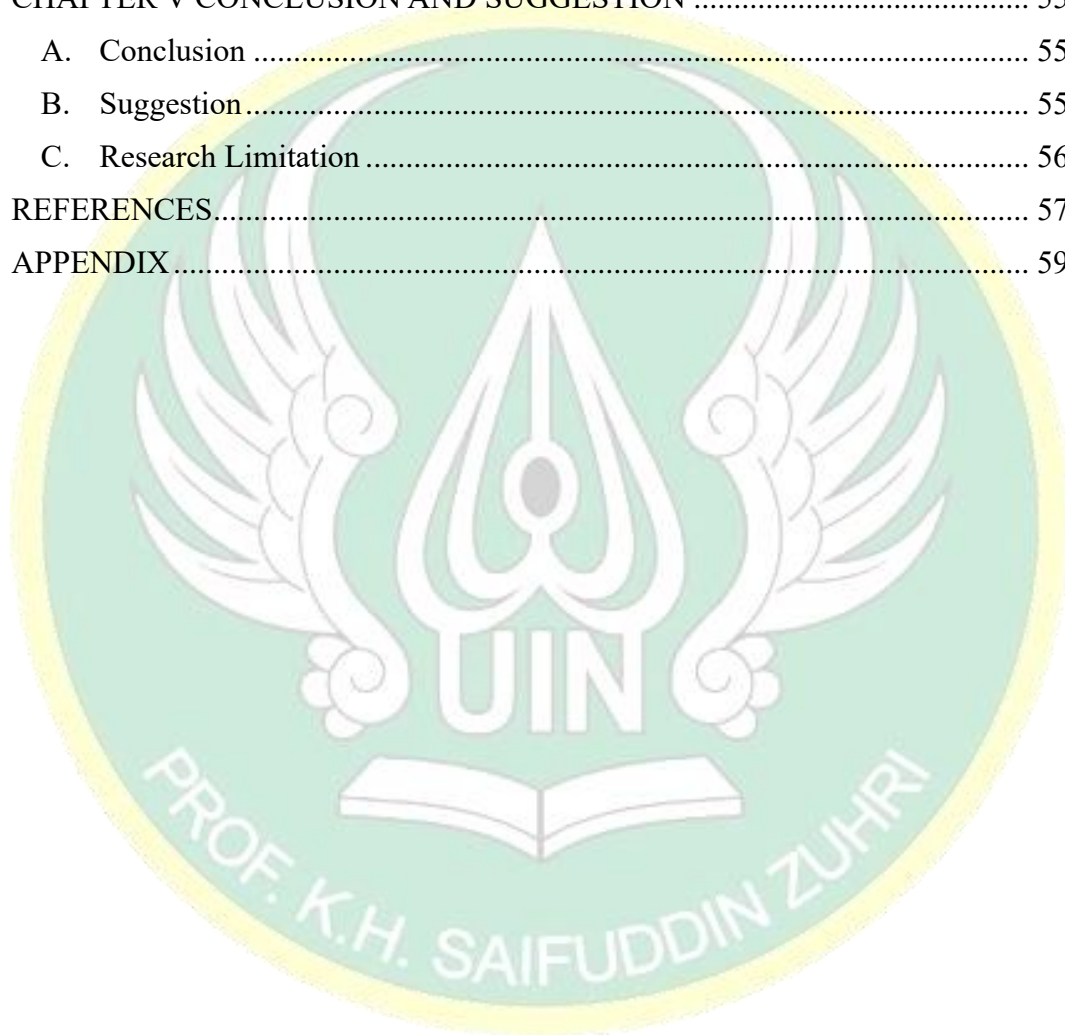 CHAPTER V CONCLUSION AND SUGGESTION ........................................ 55
A. Conclusion ........................................ 55
B. Suggestion ........................................ 55
C. Research Limitation ........................................ 56
REFERENCES ........................................ 57
APPENDIX ........................................ 59
UIN
PROF. K.H. SAIFUDDIN ZUHRI